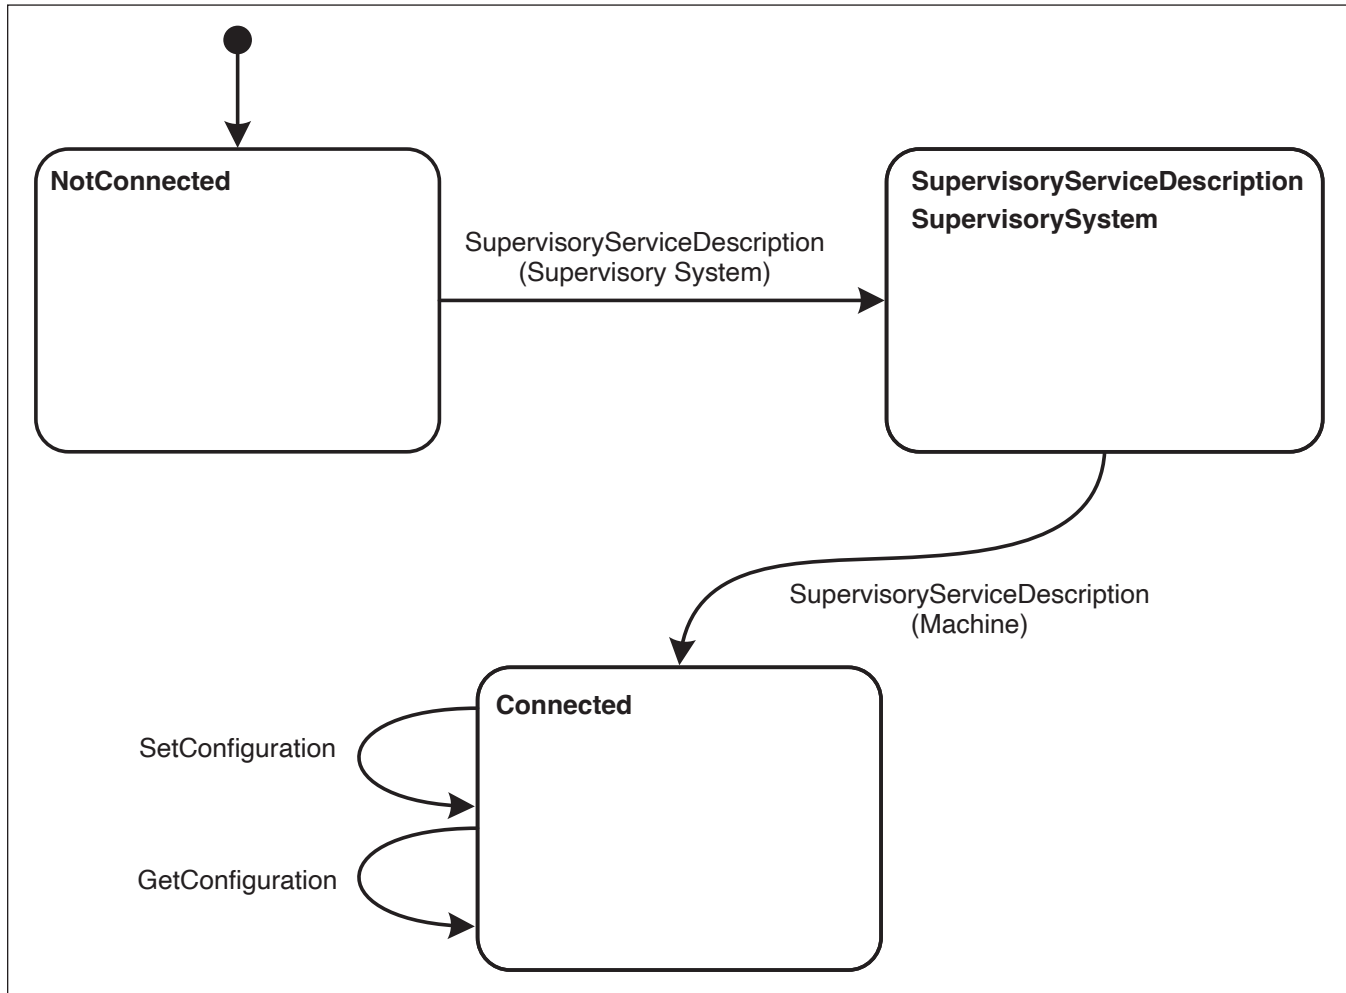 NotConnected
SupervisoryServiceDescription
(Supervisory System)
SupervisoryServiceDescription
SupervisorySystem
SupervisoryServiceDescription
(Machine)
Connected
SetConfiguration
GetConfiguration